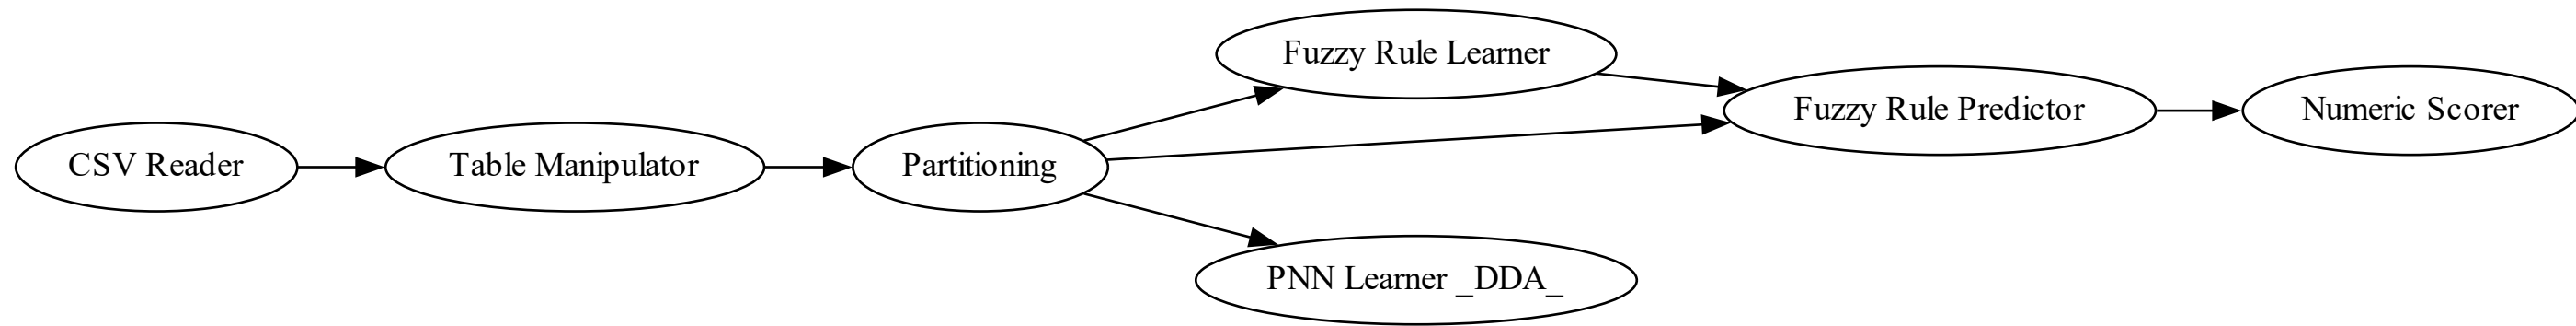 CSV Reader
Table Manipulator
Partitioning
Fuzzy Rule Learner
Fuzzy Rule Predictor
Numeric Scorer
PNN Learner _DDA_